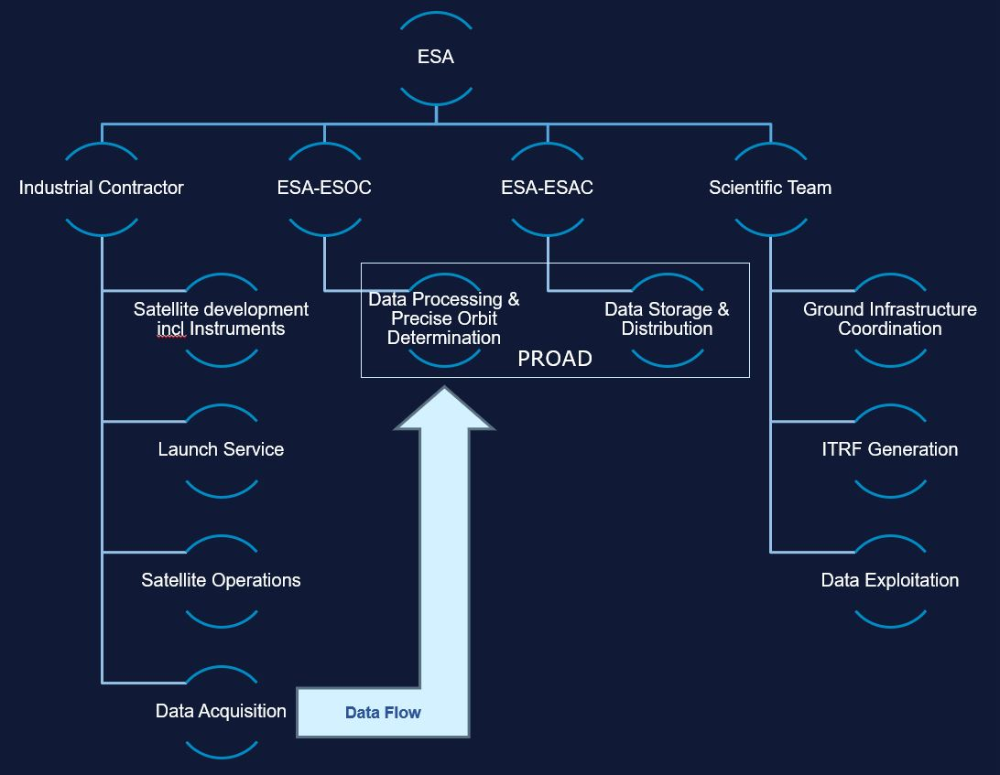 ESA
Industrial Contractor
ESA-ESOC
ESA-ESAC
Scientific Team
Satellite development
incl Instruments
Data Processing &
Precise Orbit
Determination
Data Storage &
Distribution
PROAD
Ground Infrastructure
Coordination
Launch Service
ITRF Generation
Satellite Operations
Data Exploitation
Data Acquisition
Data Flow